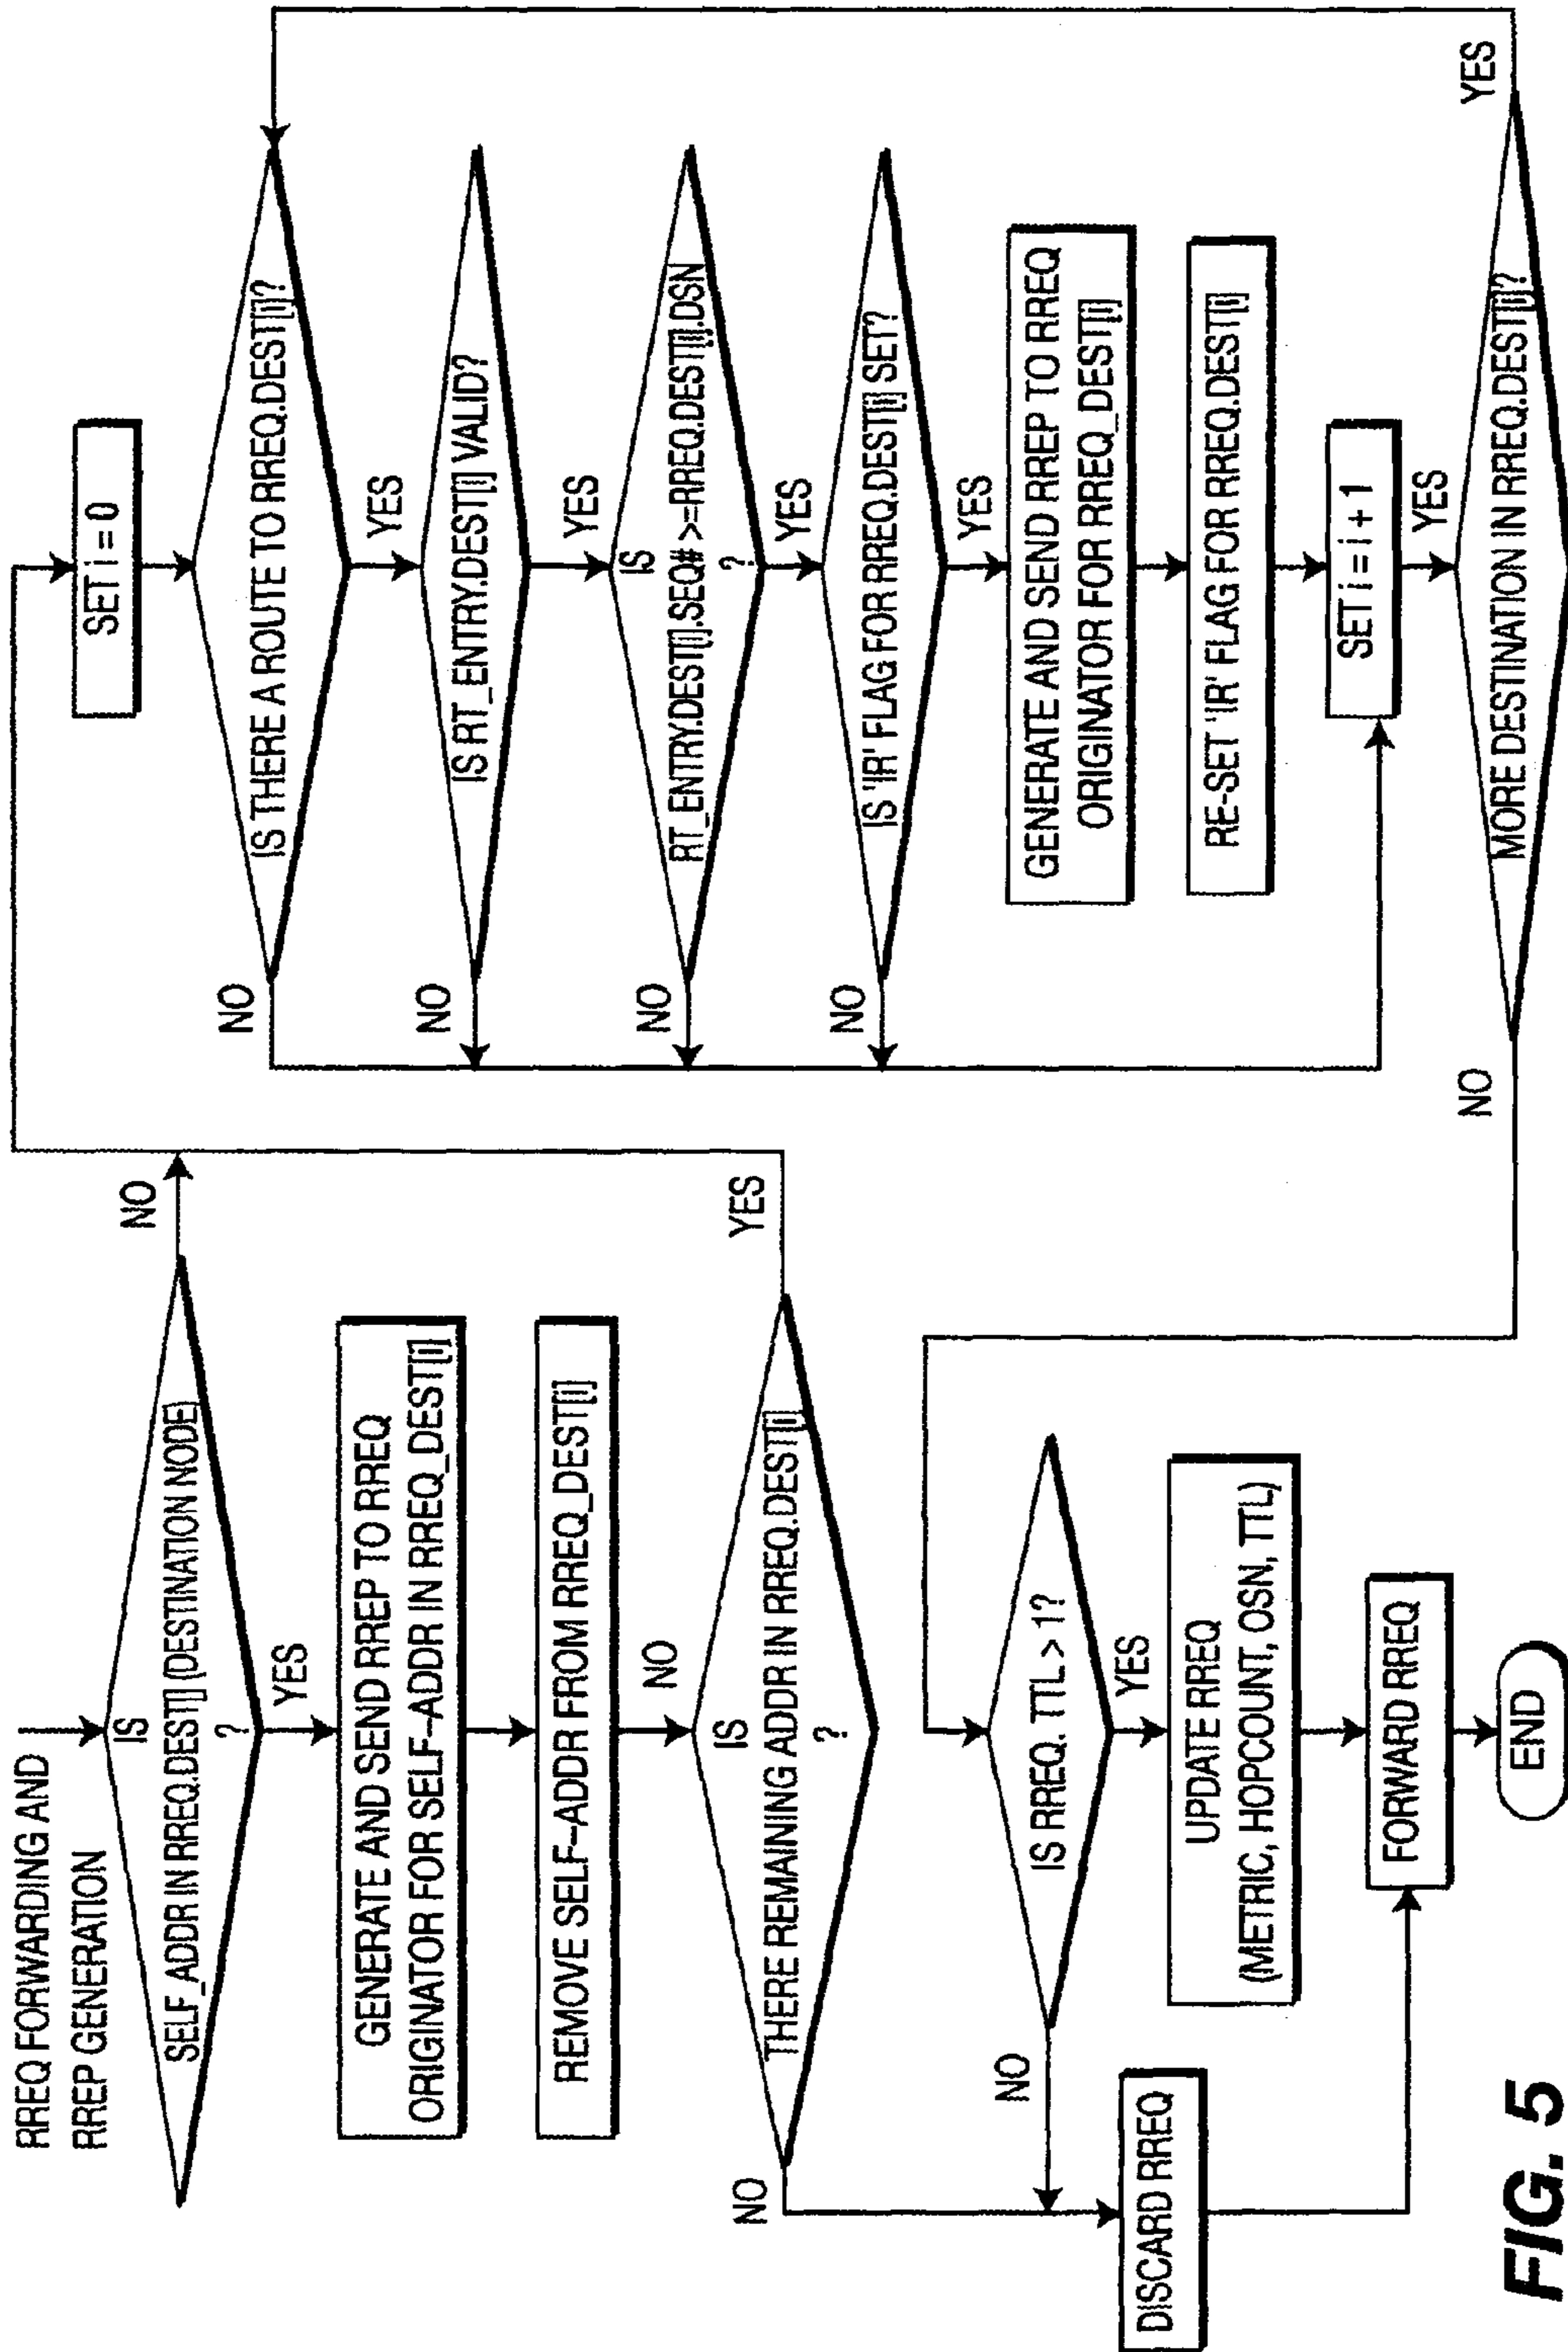 RREQ FORWARDING AND
RREP GENERATION
IS
SELF_ADDR IN RREQ.DEST[] (DESTINATION NODE)
?
NO
YES
GENERATE AND SEND RREP TO RREQ
ORIGINATOR FOR SELF-ADDR IN RREQ_DEST[i]
REMOVE SELF-ADDR FROM RREQ_DEST[i]
NO
IS
THERE REMAINING ADDR IN RREQ.DEST[i]
?
YES
NO
IS RREQ. TTL > 1?
NO
YES
DISCARD RREQ
UPDATE RREQ
(METRIC, HOPCOUNT, OSN, TTL)
FORWARD RREQ
END
SET i = 0
IS THERE A ROUTE TO RREQ.DEST[i]?
NO
YES
IS RT_ENTRY.DEST[i] VALID?
NO
YES
IS
RT_ENTRY.DEST[i].SEQ# >=RREQ.DEST[i].DSN
?
NO
YES
IS 'IR' FLAG FOR RREQ.DEST[i] SET?
NO
YES
GENERATE AND SEND RREP TO RREQ
ORIGINATOR FOR RREQ_DEST[i]
RE-SET 'IR' FLAG FOR RREQ.DEST[i]
SET i = i + 1
YES
MORE DESTINATION IN RREQ.DEST[i]?
NO
YES
FIG. 5